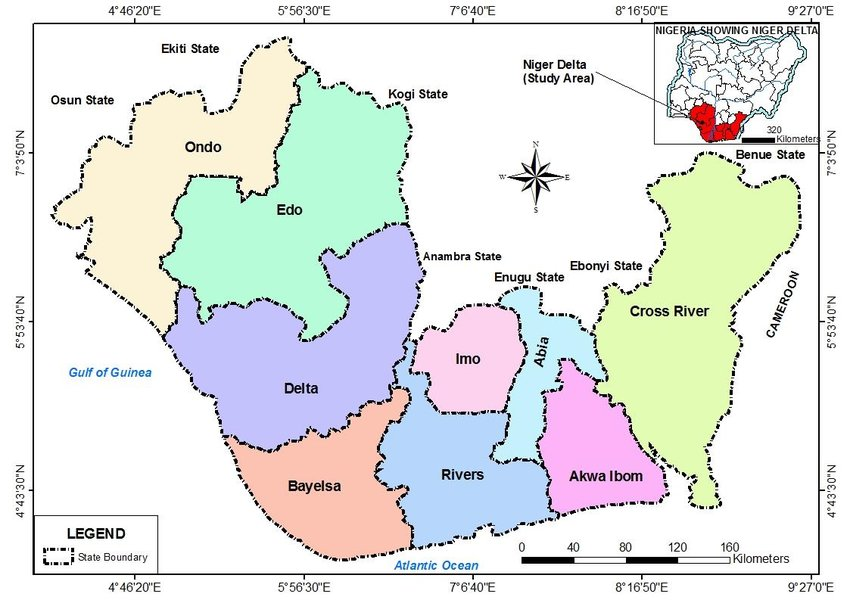 4°46'20"E
5°56'30"E
7°6'40"E
8°16'50"E
9°27'0"E
NIGERIA SHOWING NIGER DELTA
Ekiti State
Niger Delta
(Study Area)
Osun State
Kogi State
320
Kilometers
7°3'50"N
7°3'50"N
Ondo
Benue State
N
W
E
S
Edo
Anambra State
Enugu State
Ebonyi State
Cross River
CAMEROON
5°53'40"N
5°53'40"N
Imo
Abia
Gulf of Guinea
Delta
Bayelsa
Rivers
Akwa Ibom
4°43'30"N
4°43'30"N
LEGEND
State Boundary
0
40
80
120
160
Kilometers
Atlantic Ocean
4°46'20"E
5°56'30"E
7°6'40"E
8°16'50"E
9°27'0"E